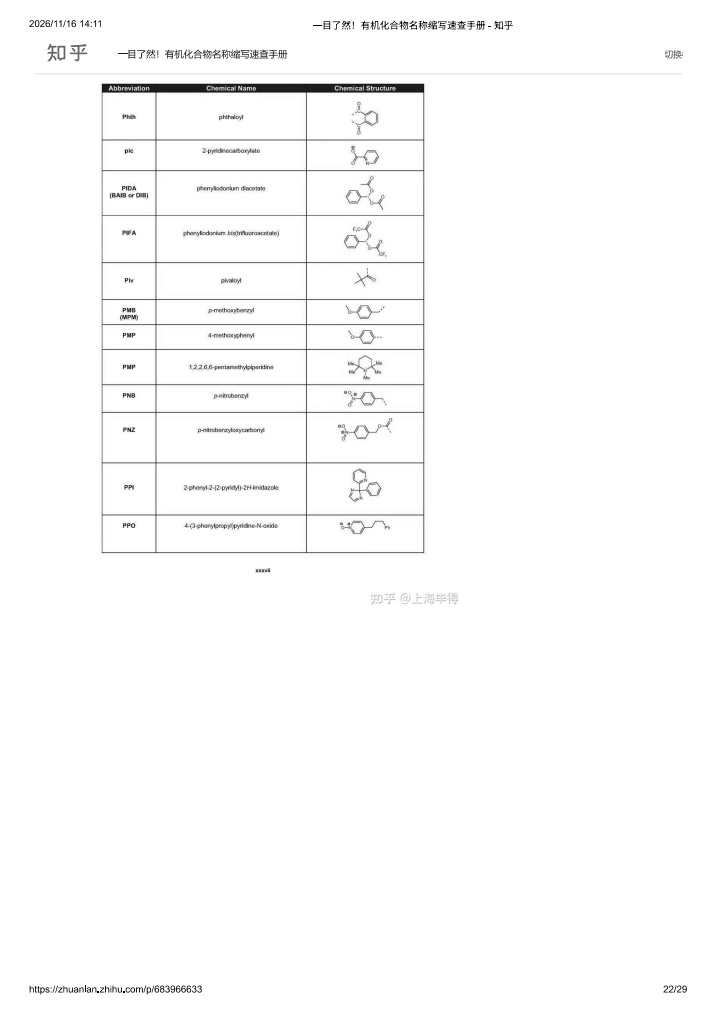 2026/11/16 14:11
一目了然！有机化合物名称缩写速查手册 - 知乎
知乎 一目了然！有机化合物名称缩写速查手册 切换
Abbreviation Chemical Name Chemical Structure
Phth phthaloyl
pic 2-pyridinecarboxylate
PIDA
(BAIB or DIB) phenyliodonium diacetate
PIFA phenyliodonium bis(trifluoroacetate)
Piv pivaloyl
PMB
(MPM) p-methoxybenzyl
PMP 4-methoxyphenyl
PMP 1,2,2,6,6-pentamethylpiperidine
PNB p-nitrobenzyl
PNZ p-nitrobenzyloxycarbonyl
PPI 2-phenyl-2-(2-pyridyl)-2H-imidazole
PPO 4-(3-phenylpropyl)pyridine-N-oxide
xxxvii
知乎 @上海毕得
https://zhuanlan.zhihu.com/p/683966633
22/29